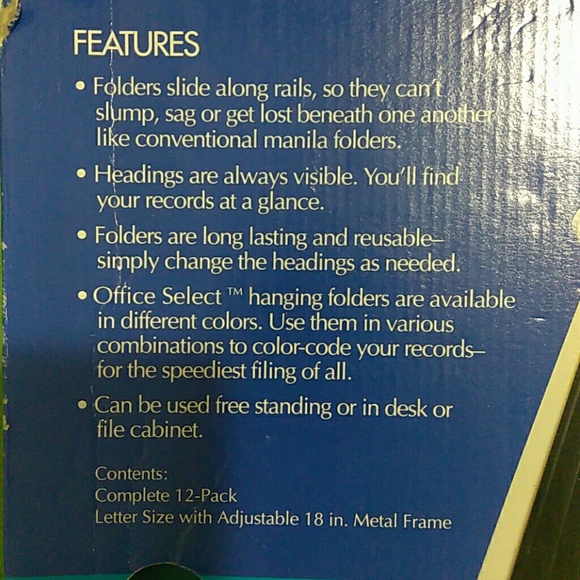 FEATURES
• Folders slide along rails, so they can't
slump, sag or get lost beneath one another
like conventional manila folders.
• Headings are always visible. You'll find
your records at a glance.
• Folders are long lasting and reusable–
simply change the headings as needed.
• Office Select™ hanging folders are available
in different colors. Use them in various
combinations to color-code your records–
for the speediest filing of all.
• Can be used free standing or in desk or
file cabinet.
Contents:
Complete 12-Pack
Letter Size with Adjustable 18 in. Metal Frame